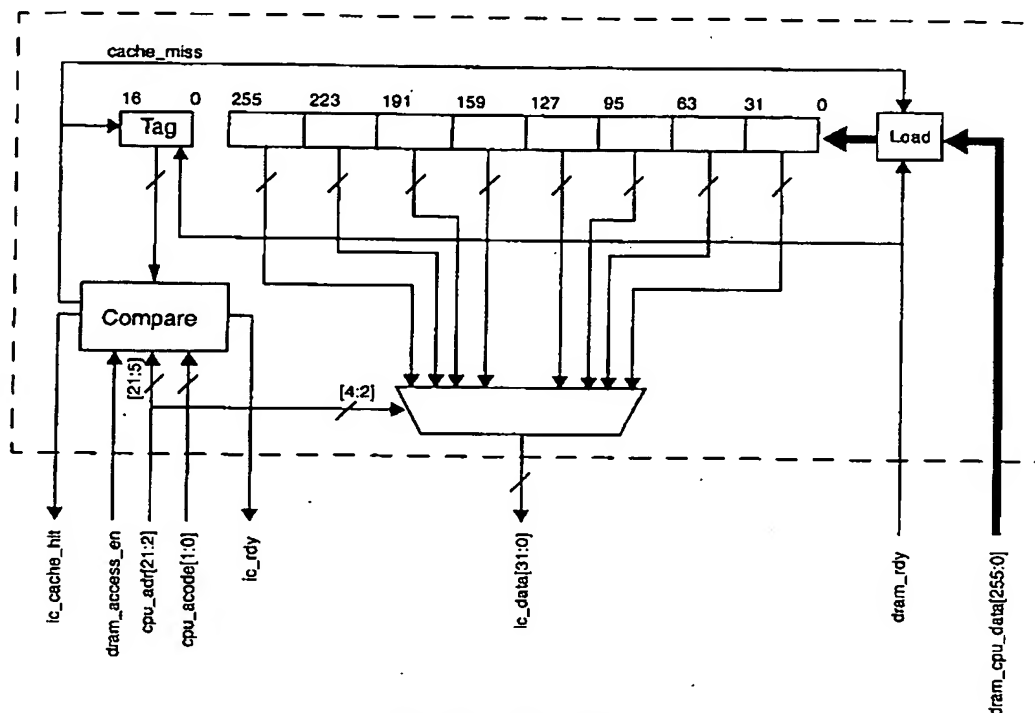 cache_miss
16 0 255 223 191 159 127 95 63 31 0
Tag
Load
Compare
[21:5]
[4:2]
ic_cache_hit
dram_access_en
cpu_adr[21:2]
cpu_acode[1:0]
ic_rdy
ic_data[31:0]
dram_rdy
dram_cpu_data[255:0]